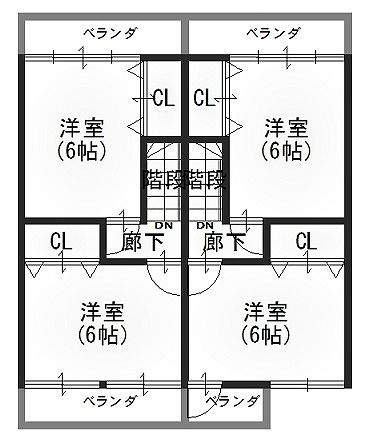 ベランダ ベランダ
CL CL
洋室 洋室
(6帖) (6帖)
階段 階段
DN DN
CL 廊下 廊下 CL
洋室 洋室
(6帖) (6帖)
ベランダ ベランダ